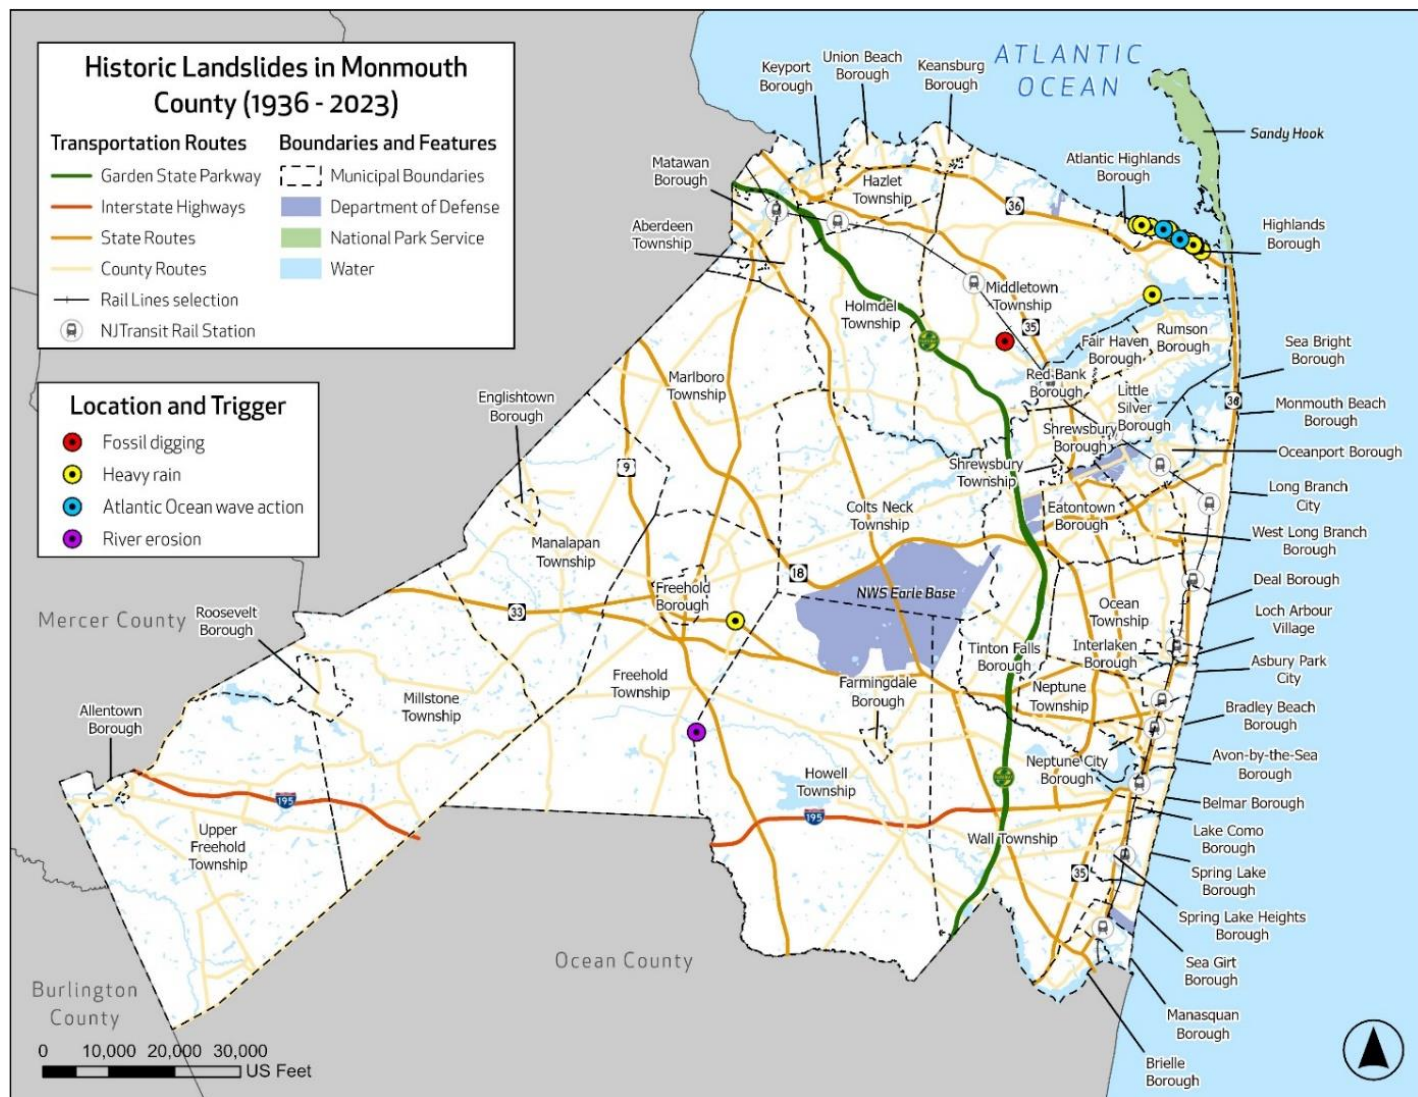 Historic Landslides in Monmouth
County (1936 - 2023)
Transportation Routes
Garden State Parkway
Interstate Highways
State Routes
County Routes
Rail Lines selection
NJTransit Rail Station
Boundaries and Features
Municipal Boundaries
Department of Defense
National Park Service
Water
Location and Trigger
Fossil digging
Heavy rain
Atlantic Ocean wave action
River erosion
ATLANTIC
OCEAN
Keyport
Borough
Union Beach
Borough
Keansburg
Borough
Sandy Hook
Atlantic Highlands
Borough
Matawan
Borough
Hazlet
Township
36
Highlands
Borough
Aberdeen
Township
Middletown
Township
Holmdel
Township
35
Rumson
Borough
Fair Haven
Borough
Sea Bright
Borough
Red Bank
Borough
Marlboro
Township
Little
Silver
Borough
36
Monmouth Beach
Borough
Englishtown
Borough
Shrewsbury
Borough
Oceanport Borough
9
Shrewsbury
Township
Long Branch
City
Colts Neck
Township
Eatontown
Borough
West Long Branch
Borough
Manalapan
Township
18
Deal Borough
NWS Earle Base
Freehold
Borough
33
Ocean
Township
Loch Arbour
Village
Mercer County
Roosevelt
Borough
Interlaken
Borough
Tinton Falls
Borough
Asbury Park
City
Freehold
Township
Farmingdale
Borough
Neptune
Township
Millstone
Township
Bradley Beach
Borough
Allentown
Borough
Neptune City
Borough
Avon-by-the-Sea
Borough
Howell
Township
195
195
Belmar Borough
Upper
Freehold
Township
Wall Township
Lake Como
Borough
35
Spring Lake
Borough
Spring Lake Heights
Borough
Ocean County
Sea Girt
Borough
Burlington
County
Manasquan
Borough
Brielle
Borough
0 10,000 20,000 30,000
US Feet